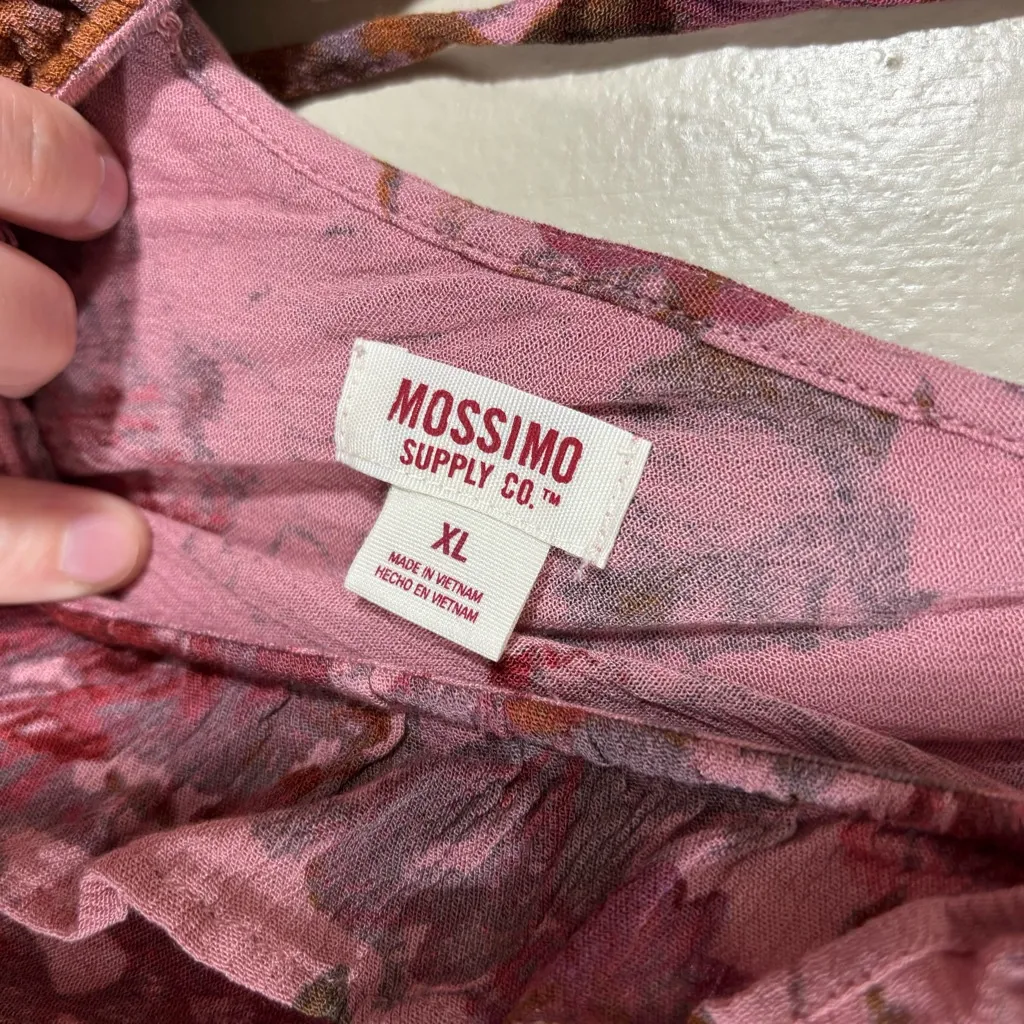 MOSSIMO
SUPPLY CO.™
XL
MADE IN VIETNAM
HECHO EN VIETNAM